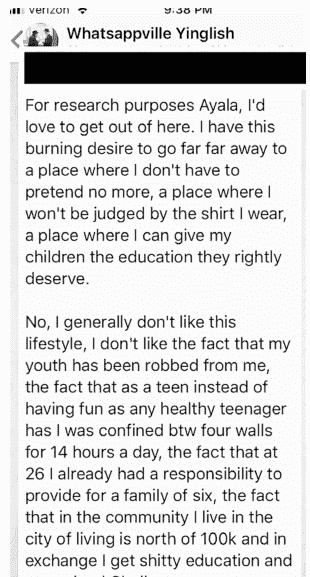 Verizon
9:38 PM
Whatsappville Yinglish
For research purposes Ayala, I'd
love to get out of here. I have this
burning desire to go far far away to
a place where I don't have to
pretend no more, a place where I
won't be judged by the shirt I wear,
a place where I can give my
children the education they rightly
deserve.
No, I generally don't like this
lifestyle, I don't like the fact that my
youth has been robbed from me,
the fact that as a teen instead of
having fun as any healthy teenager
has I was confined btw four walls
for 14 hours a day, the fact that at
26 I already had a responsibility to
provide for a family of six, the fact
that in the community I live in the
city of living is north of 100k and in
exchange I get shitty education and